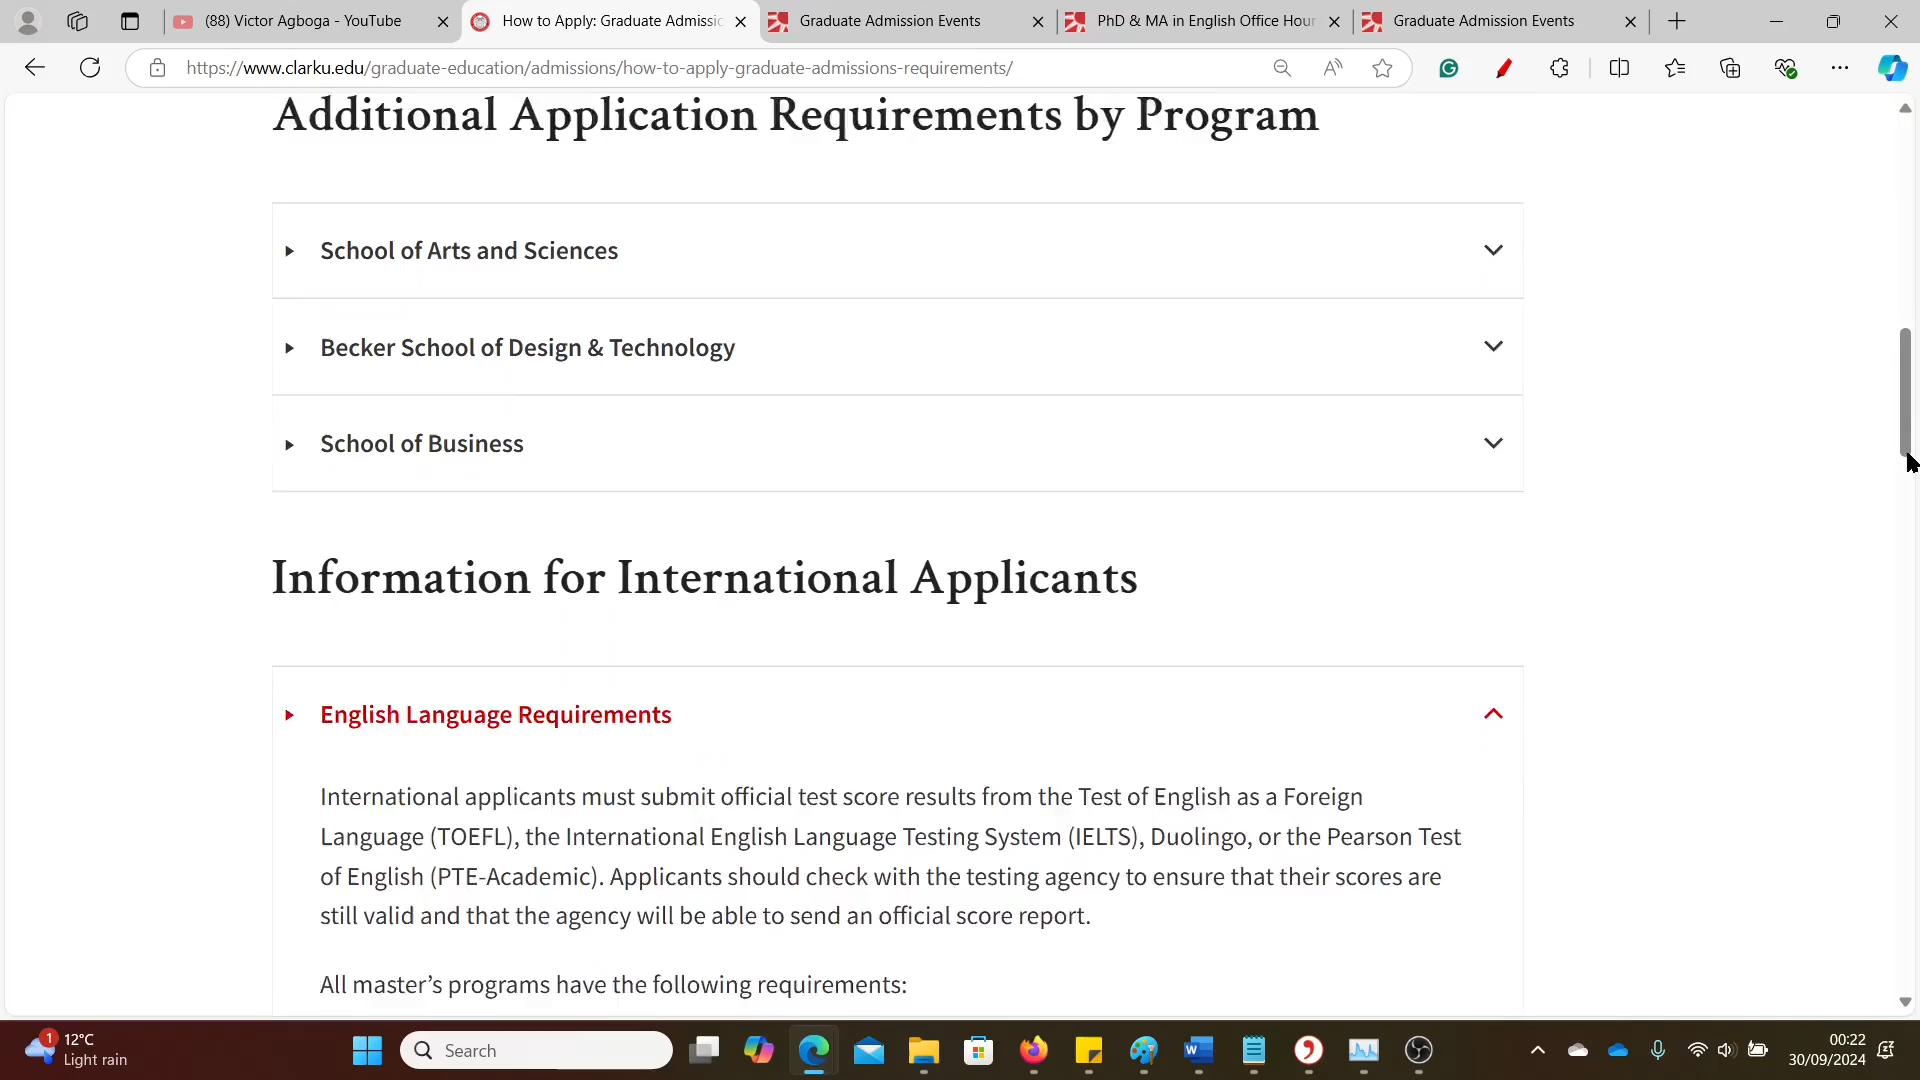 (88) Victor Agboga - YouTube
How to Apply: Graduate Admissic
Graduate Admission Events
PhD & MA in English Office Hour
Graduate Admission Events
https://www.clarku.edu/graduate-education/admissions/how-to-apply-graduate-admissions-requirements/
Additional Application Requirements by Program
School of Arts and Sciences
Becker School of Design & Technology
School of Business
Information for International Applicants
English Language Requirements
International applicants must submit official test score results from the Test of English as a Foreign
Language (TOEFL), the International English Language Testing System (IELTS), Duolingo, or the Pearson Test
of English (PTE-Academic). Applicants should check with the testing agency to ensure that their scores are
still valid and that the agency will be able to send an official score report.
All master’s programs have the following requirements:
1
12°C
Light rain
Search
00:22
30/09/2024